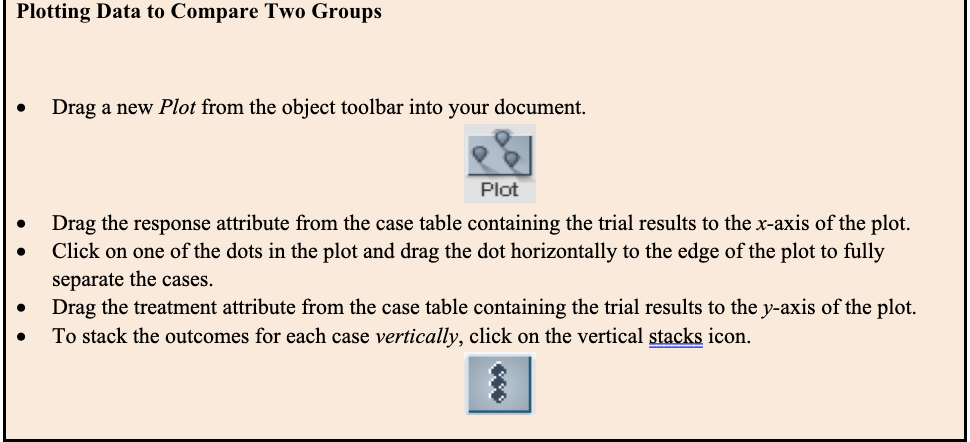 Plotting Data to Compare Two Groups
• Drag a new Plot from the object toolbar into your document.
Plot
• Drag the response attribute from the case table containing the trial results to the x-axis of the plot.
• Click on one of the dots in the plot and drag the dot horizontally to the edge of the plot to fully
separate the cases.
• Drag the treatment attribute from the case table containing the trial results to the y-axis of the plot.
• To stack the outcomes for each case vertically, click on the vertical stacks icon.